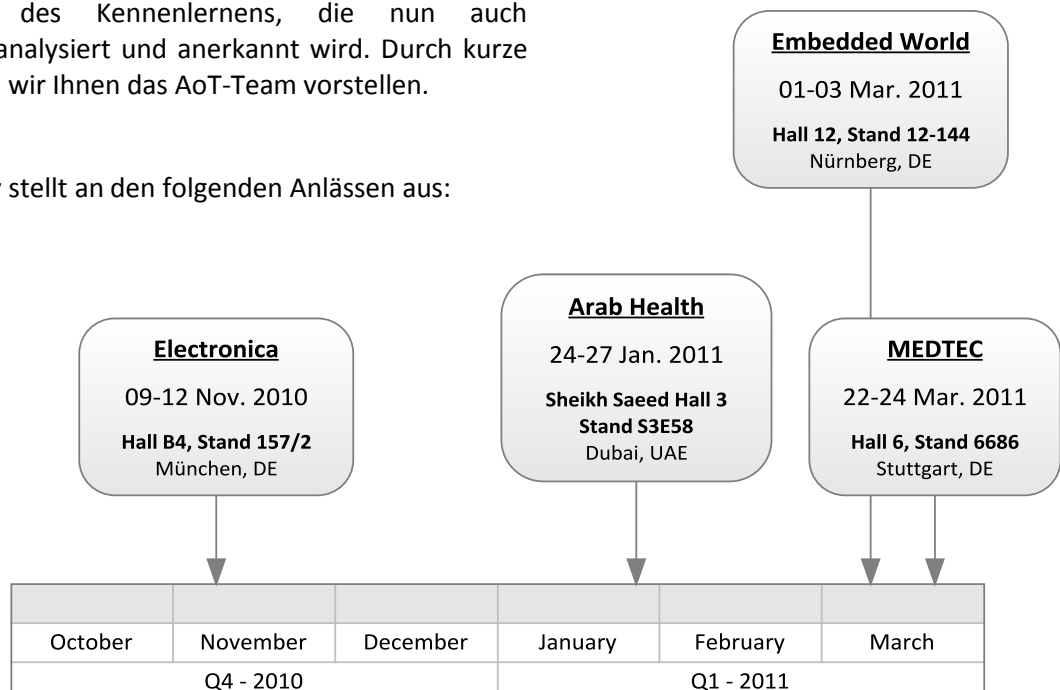 des Kennenlernens, die nun auch
analysiert und anerkannt wird. Durch kurze
wir Ihnen das AoT-Team vorstellen.
stellt an den folgenden Anlässen aus:
Embedded World
01-03 Mar. 2011
Hall 12, Stand 12-144
Nürnberg, DE
Arab Health
24-27 Jan. 2011
Sheikh Saeed Hall 3
Stand S3E58
Dubai, UAE
Electronica
09-12 Nov. 2010
Hall B4, Stand 157/2
München, DE
MEDTEC
22-24 Mar. 2011
Hall 6, Stand 6686
Stuttgart, DE
October November December January February March
Q4 - 2010 Q1 - 2011